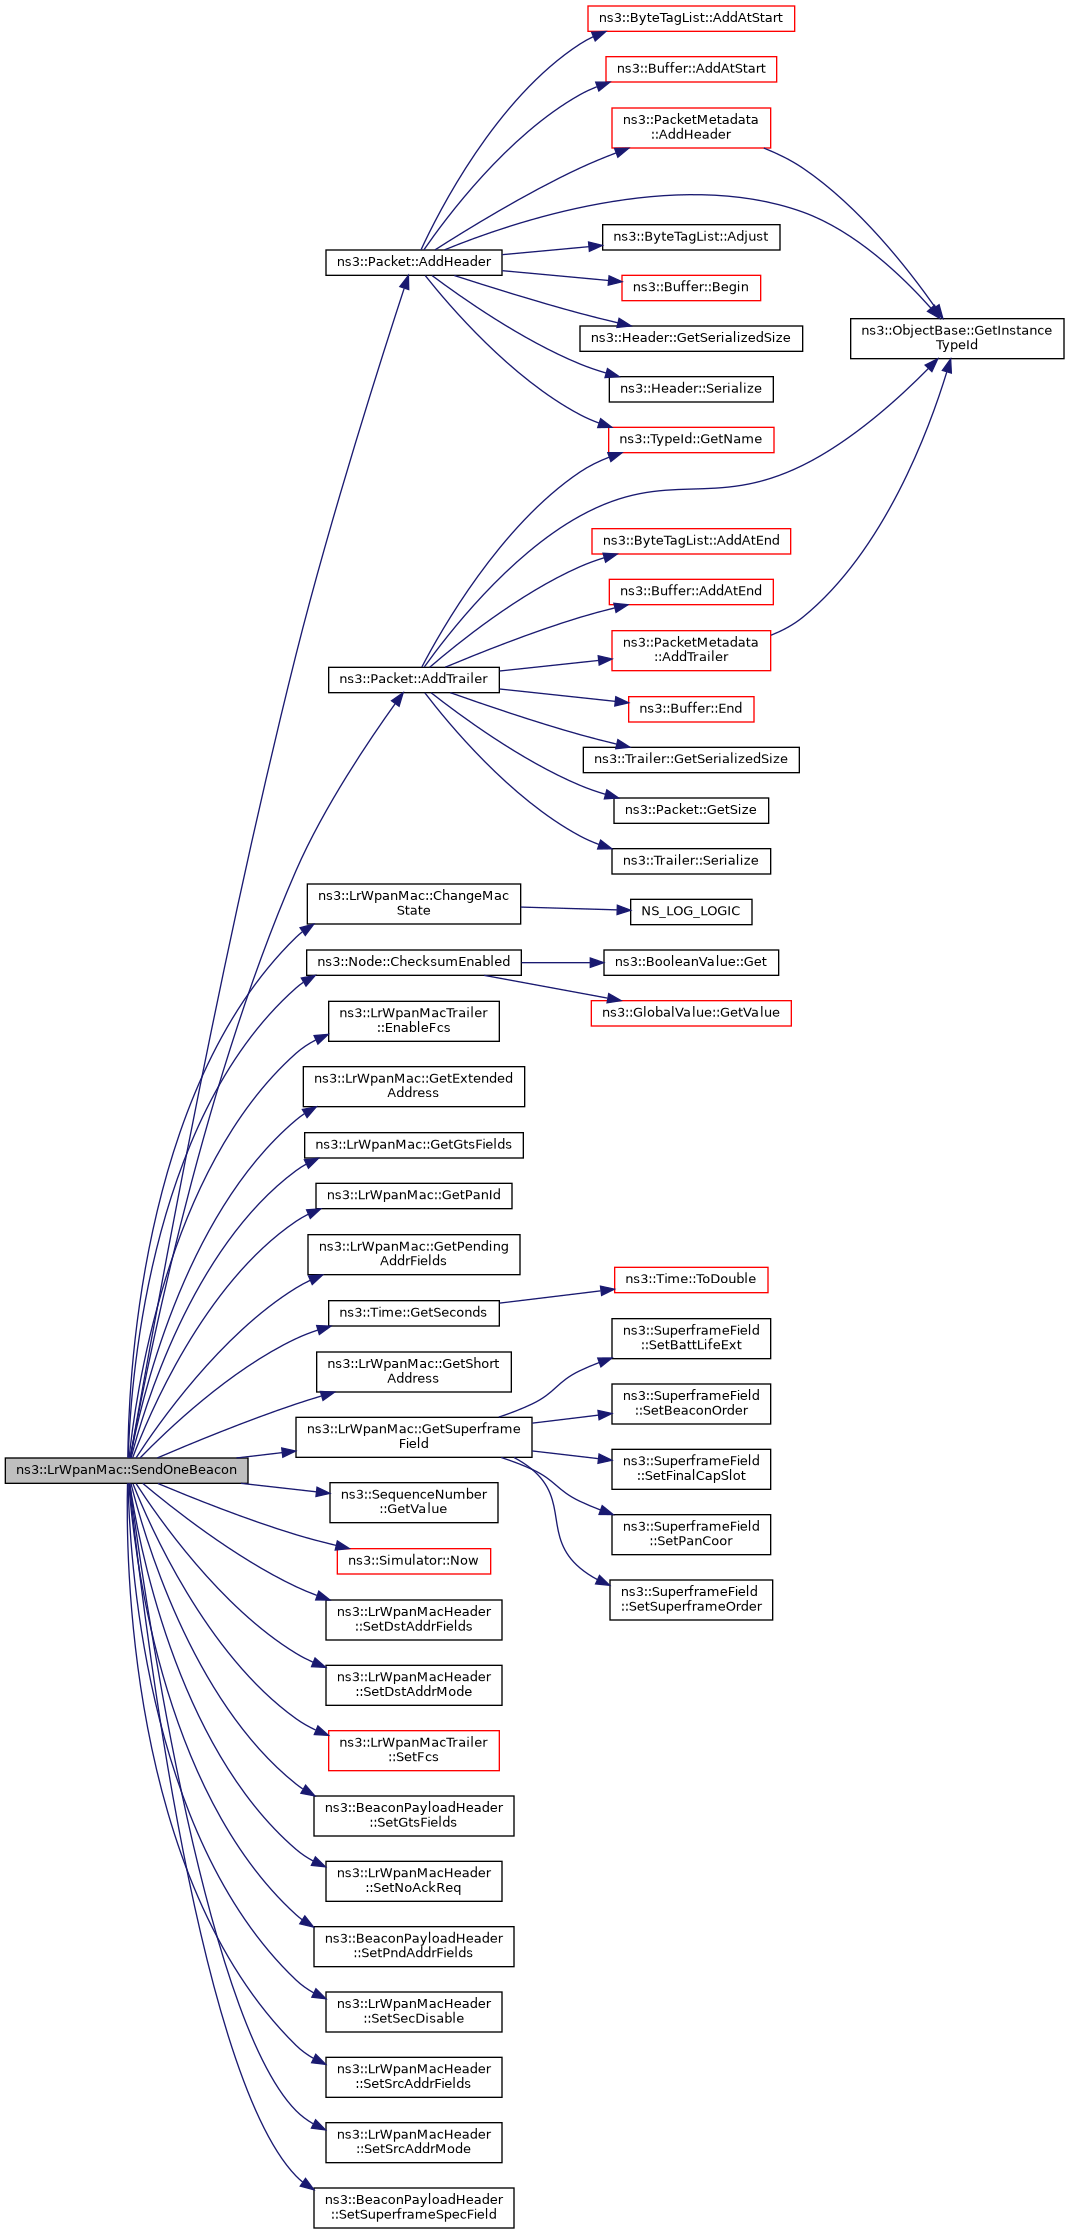 ns3::ByteTagList::AddAtStart
ns3::Buffer::AddAtStart
ns3::PacketMetadata
::AddHeader
ns3::ByteTagList::Adjust
ns3::Packet::AddHeader
ns3::Buffer::Begin
ns3::Header::GetSerializedSize
ns3::ObjectBase::GetInstance
TypeId
ns3::Header::Serialize
ns3::TypeId::GetName
ns3::ByteTagList::AddAtEnd
ns3::Buffer::AddAtEnd
ns3::PacketMetadata
::AddTrailer
ns3::Packet::AddTrailer
ns3::Buffer::End
ns3::Trailer::GetSerializedSize
ns3::Packet::GetSize
ns3::Trailer::Serialize
ns3::LrWpanMac::ChangeMac
State
NS_LOG_LOGIC
ns3::Node::ChecksumEnabled
ns3::BooleanValue::Get
ns3::GlobalValue::GetValue
ns3::LrWpanMacTrailer
::EnableFcs
ns3::LrWpanMac::GetExtended
Address
ns3::LrWpanMac::GetGtsFields
ns3::LrWpanMac::GetPanId
ns3::LrWpanMac::GetPending
AddrFields
ns3::Time::ToDouble
ns3::Time::GetSeconds
ns3::SuperframeField
::SetBattLifeExt
ns3::LrWpanMac::GetShort
Address
ns3::SuperframeField
::SetBeaconOrder
ns3::LrWpanMac::GetSuperframe
Field
ns3::SuperframeField
::SetFinalCapSlot
ns3::LrWpanMac::SendOneBeacon
ns3::SequenceNumber
::GetValue
ns3::SuperframeField
::SetPanCoor
ns3::Simulator::Now
ns3::SuperframeField
::SetSuperframeOrder
ns3::LrWpanMacHeader
::SetDstAddrFields
ns3::LrWpanMacHeader
::SetDstAddrMode
ns3::LrWpanMacTrailer
::SetFcs
ns3::BeaconPayloadHeader
::SetGtsFields
ns3::LrWpanMacHeader
::SetNoAckReq
ns3::BeaconPayloadHeader
::SetPndAddrFields
ns3::LrWpanMacHeader
::SetSecDisable
ns3::LrWpanMacHeader
::SetSrcAddrFields
ns3::LrWpanMacHeader
::SetSrcAddrMode
ns3::BeaconPayloadHeader
::SetSuperframeSpecField